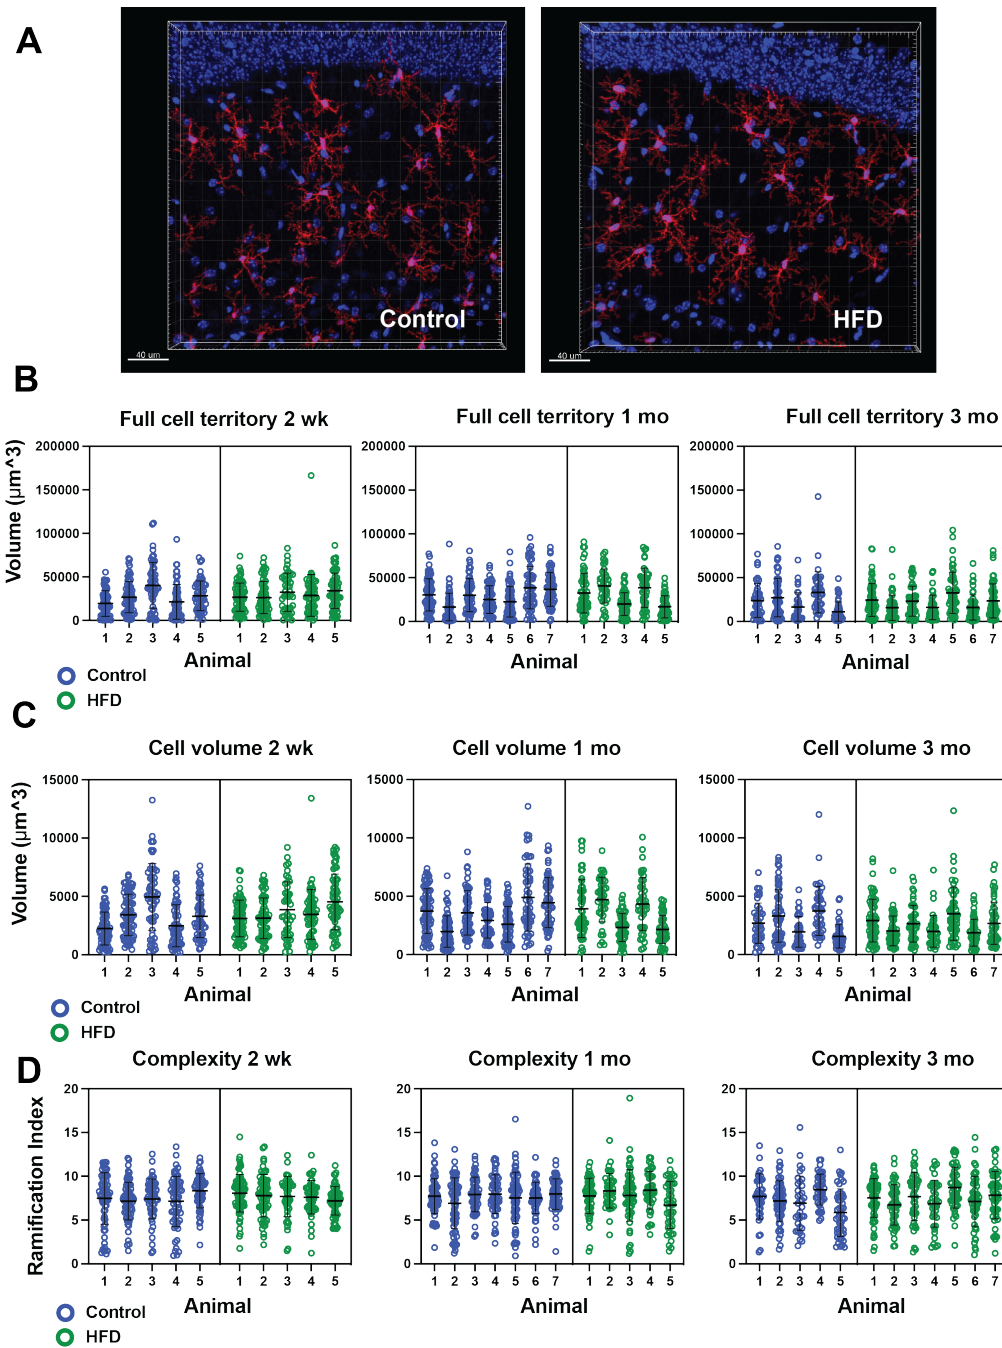 A
Control
HFD
40 um
40 um
B
Full cell territory 2 wk
Full cell territory 1 mo
Full cell territory 3 mo
Volume (µm^3)
200000
150000
100000
50000
0
200000
150000
100000
50000
0
200000
150000
100000
50000
0
1 2 3 4 5 1 2 3 4 5
1 2 3 4 5 6 7 1 2 3 4 5
1 2 3 4 5 1 2 3 4 5 6 7
Animal
Animal
Animal
Control
HFD
C
Cell volume 2 wk
Cell volume 1 mo
Cell volume 3 mo
Volume (µm^3)
15000
10000
5000
0
15000
10000
5000
0
15000
10000
5000
0
1 2 3 4 5 1 2 3 4 5
1 2 3 4 5 6 7 1 2 3 4 5
1 2 3 4 5 1 2 3 4 5 6 7
Animal
Animal
Animal
Control
HFD
D
Complexity 2 wk
Complexity 1 mo
Complexity 3 mo
Ramification Index
20
15
10
5
0
20
15
10
5
0
20
15
10
5
0
1 2 3 4 5 1 2 3 4 5
1 2 3 4 5 6 7 1 2 3 4 5
1 2 3 4 5 1 2 3 4 5 6 7
Animal
Animal
Animal
Control
HFD